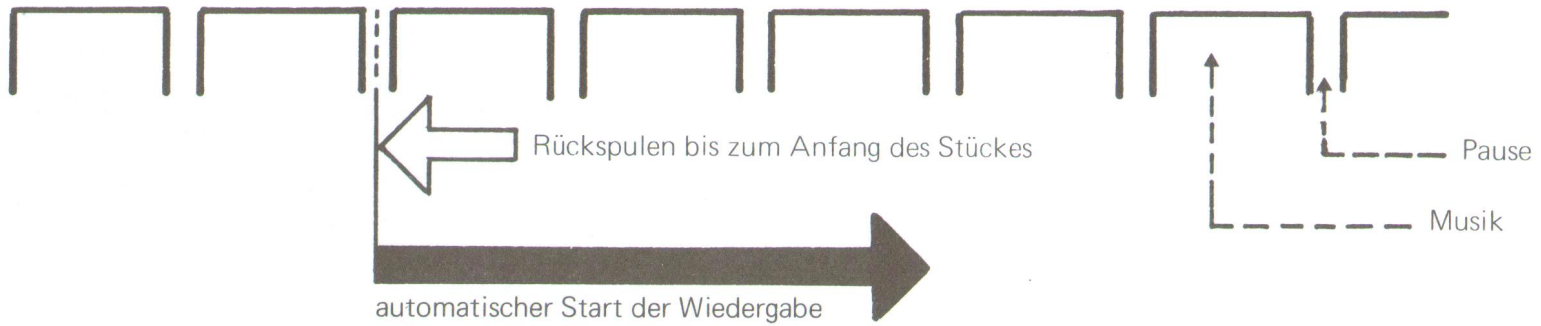 Rückspulen bis zum Anfang des Stückes
Pause
Musik
automatischer Start der Wiedergabe